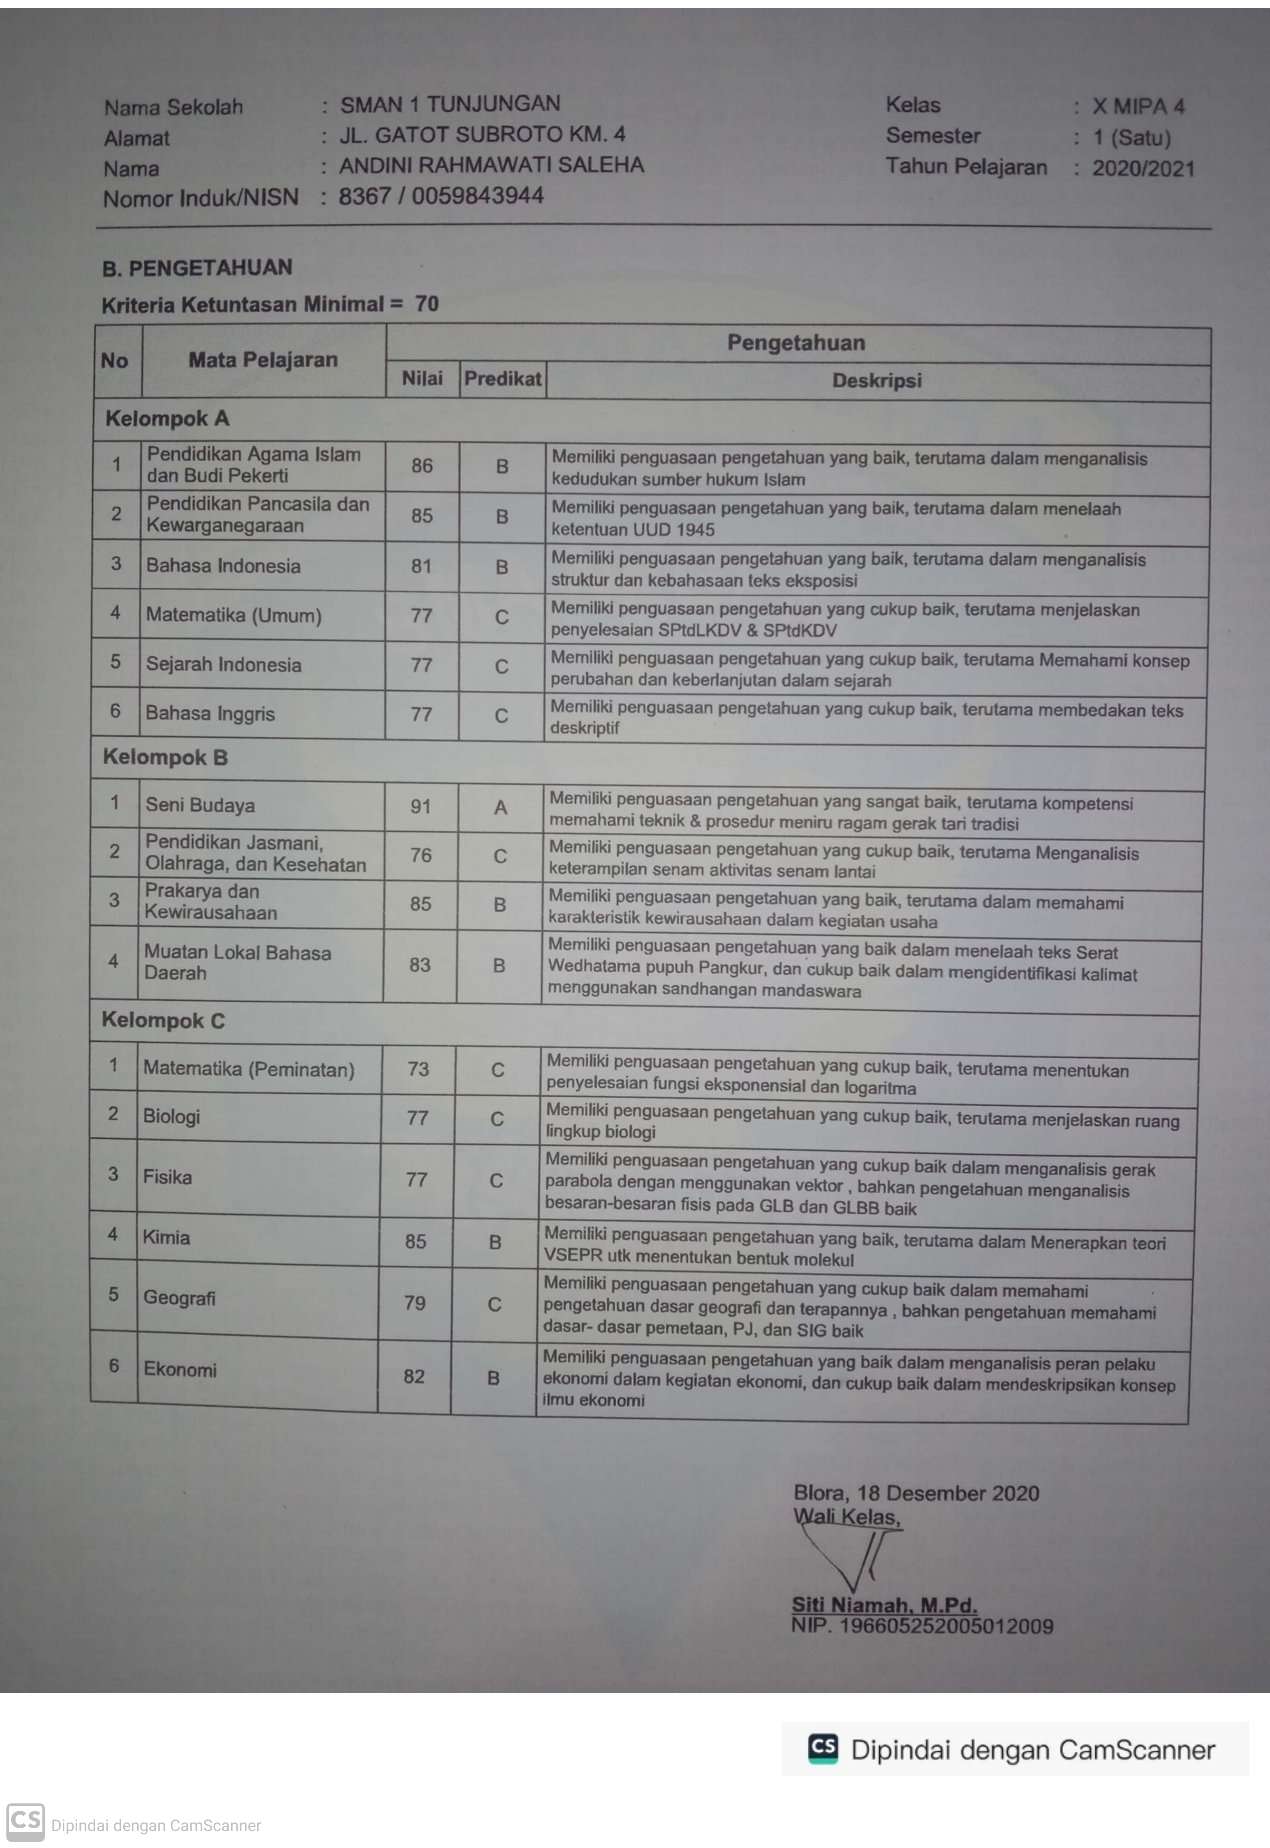 Nama Sekolah : SMAN 1 TUNJUNGAN Kelas : X MIPA 4
Alamat : JL. GATOT SUBROTO KM. 4 Semester : 1 (Satu)
Nama : ANDINI RAHMAWATI SALEHA Tahun Pelajaran : 2020/2021
Nomor Induk/NISN : 8367 / 0059843944
B. PENGETAHUAN
Kriteria Ketuntasan Minimal = 70
No Mata Pelajaran Pengetahuan
Nilai Predikat Deskripsi
Kelompok A
1 Pendidikan Agama Islam dan Budi Pekerti 86 B Memiliki penguasaan pengetahuan yang baik, terutama dalam menganalisis
kedudukan sumber hukum Islam
2 Pendidikan Pancasila dan Kewarganegaraan 85 B Memiliki penguasaan pengetahuan yang baik, terutama dalam menelaah
ketentuan UUD 1945
3 Bahasa Indonesia 81 B Memiliki penguasaan pengetahuan yang baik, terutama dalam menganalisis
struktur dan kebahasaan teks eksposisi
4 Matematika (Umum) 77 C Memiliki penguasaan pengetahuan yang cukup baik, terutama menjelaskan
penyelesaian SPtdLKDV & SPtdKDV
5 Sejarah Indonesia 77 C Memiliki penguasaan pengetahuan yang cukup baik, terutama Memahami konsep
perubahan dan keberlanjutan dalam sejarah
6 Bahasa Inggris 77 C Memiliki penguasaan pengetahuan yang cukup baik, terutama membedakan teks
deskriptif
Kelompok B
1 Seni Budaya 91 A Memiliki penguasaan pengetahuan yang sangat baik, terutama kompetensi
memahami teknik & prosedur meniru ragam gerak tari tradisi
2 Pendidikan Jasmani, Olahraga, dan Kesehatan 76 C Memiliki penguasaan pengetahuan yang cukup baik, terutama Menganalisis
keterampilan senam aktivitas senam lantai
3 Prakarya dan Kewirausahaan 85 B Memiliki penguasaan pengetahuan yang baik, terutama dalam memahami
karakteristik kewirausahaan dalam kegiatan usaha
4 Muatan Lokal Bahasa Daerah 83 B Memiliki penguasaan pengetahuan yang baik dalam menelaah teks Serat
Wedhatama pupuh Pangkur, dan cukup baik dalam mengidentifikasi kalimat
menggunakan sandhangan mandaswara
Kelompok C
1 Matematika (Peminatan) 73 C Memiliki penguasaan pengetahuan yang cukup baik, terutama menentukan
penyelesaian fungsi eksponensial dan logaritma
2 Biologi 77 C Memiliki penguasaan pengetahuan yang cukup baik, terutama menjelaskan ruang
lingkup biologi
3 Fisika 77 C Memiliki penguasaan pengetahuan yang cukup baik dalam menganalisis gerak
parabola dengan menggunakan vektor , bahkan pengetahuan menganalisis
besaran-besaran fisis pada GLB dan GLBB baik
4 Kimia 85 B Memiliki penguasaan pengetahuan yang baik, terutama dalam Menerapkan teori
VSEPR utk menentukan bentuk molekul
5 Geografi 79 C Memiliki penguasaan pengetahuan yang cukup baik dalam memahami
pengetahuan dasar geografi dan terapannya , bahkan pengetahuan memahami
dasar- dasar pemetaan, PJ, dan SIG baik
6 Ekonomi 82 B Memiliki penguasaan pengetahuan yang baik dalam menganalisis peran pelaku
ekonomi dalam kegiatan ekonomi, dan cukup baik dalam mendeskripsikan konsep
ilmu ekonomi
Blora, 18 Desember 2020
Wali Kelas,
Siti Niamah, M.Pd.
NIP. 196605252005012009
CS Dipindai dengan CamScanner
CS Dipindai dengan CamScanner